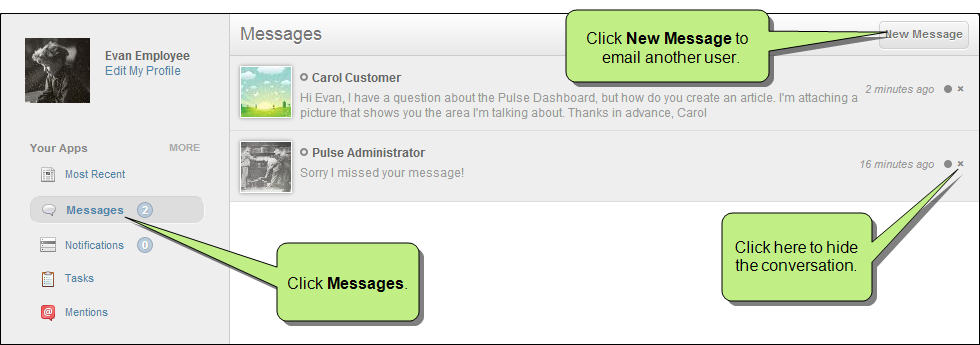 Evan Employee
Edit My Profile
Your Apps MORE
Most Recent
Messages 2
Notifications 0
Tasks
Mentions
Messages
New Message
Click New Message to
email another user.
Carol Customer
2 minutes ago
Hi Evan, I have a question about the Pulse Dashboard, but how do you create an article. I'm attaching a
picture that shows you the area I'm talking about. Thanks in advance, Carol
Pulse Administrator
16 minutes ago
Sorry I missed your message!
Click here to hide
the conversation.
Click Messages.